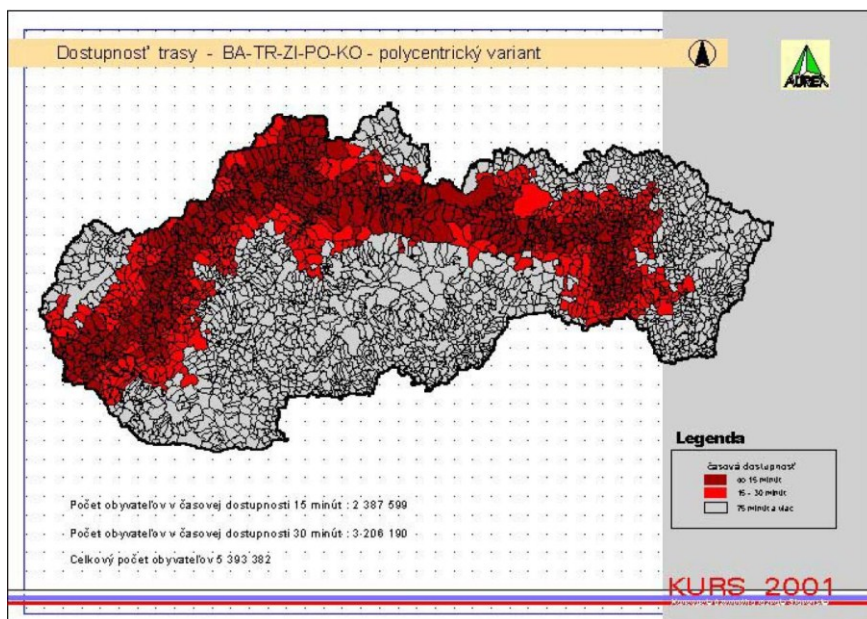 Dostupnosť trasy - BA-TR-ZI-PO-KO - polycentrický variant
AUREX
Legenda
časová dostupnosť
do 15 minút
15 - 30 minút
75 minút a viac
Počet obyvateľov v časovej dostupnosti 15 minút : 2 387 599
Počet obyvateľov v časovej dostupnosti 30 minút : 3 206 190
Celkový počet obyvateľov 5 393 382
KURS 2001